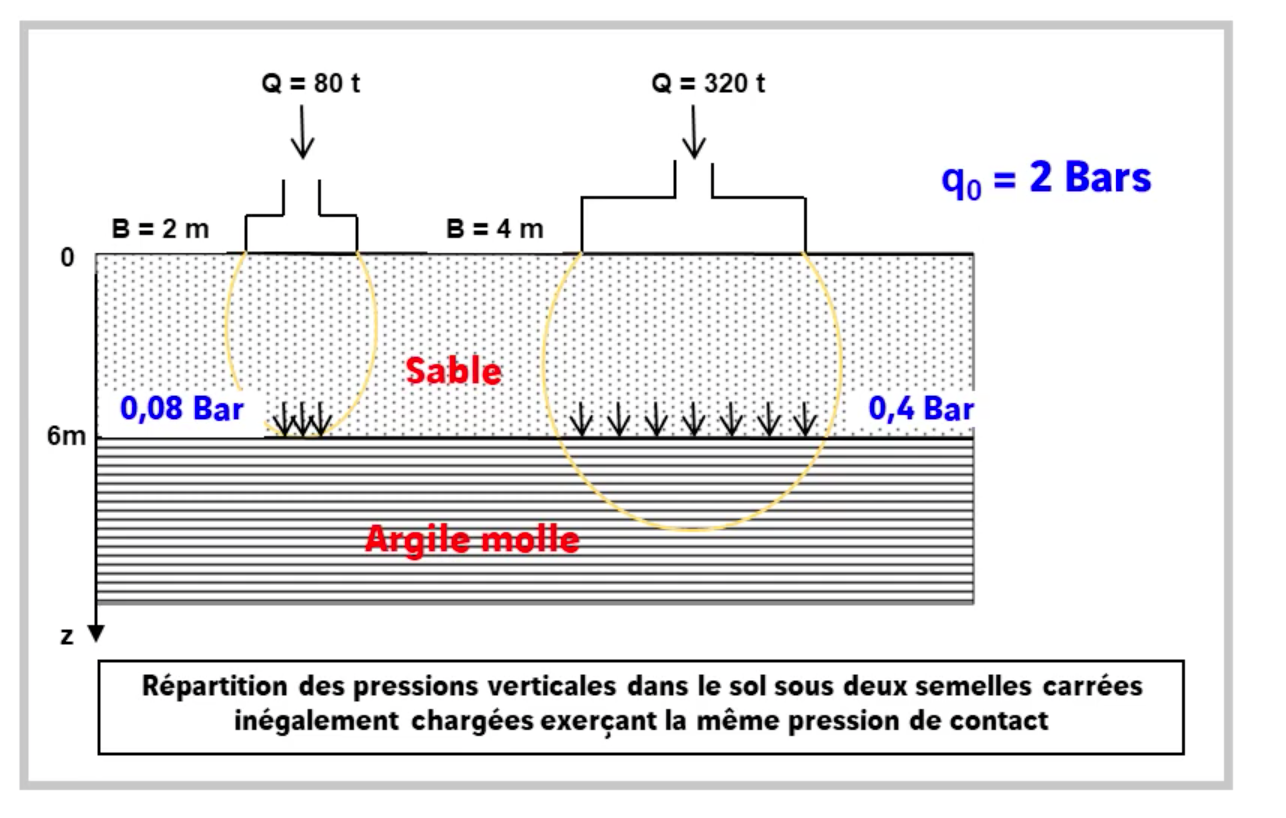 Q = 80 t
Q = 320 t
q₀ = 2 Bars
B = 2 m
B = 4 m
0
Sable
0,08 Bar
0,4 Bar
6m
Argile molle
z
Répartition des pressions verticales dans le sol sous deux semelles carrées
inégalement chargées exerçant la même pression de contact